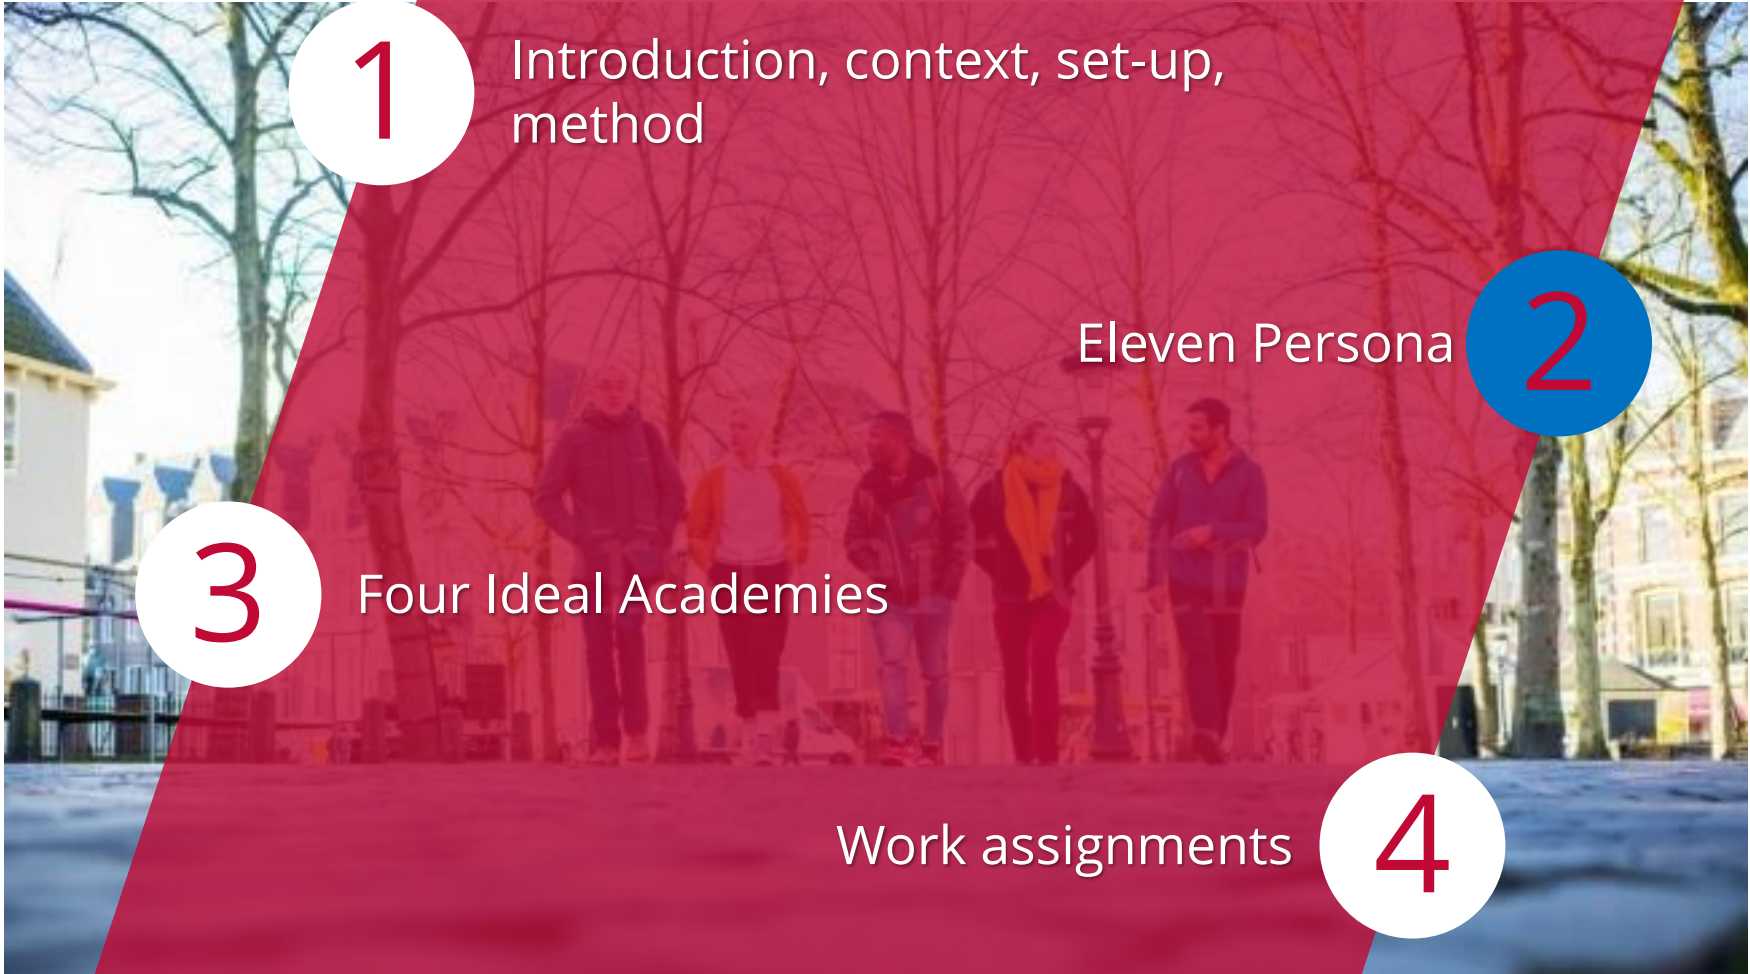 1
Introduction, context, set-up,
method
Eleven Persona
2
3
Four Ideal Academies
Work assignments
4